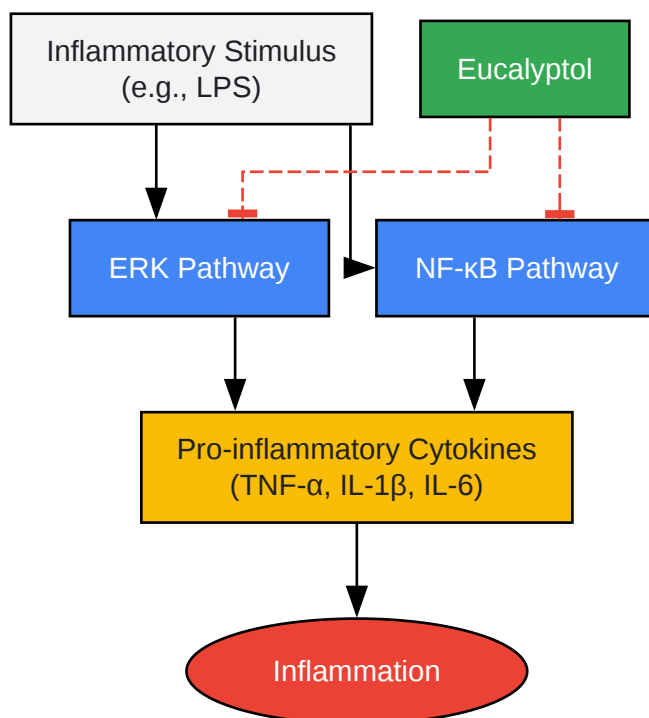 Inflammatory Stimulus
(e.g., LPS)
Eucalyptol
ERK Pathway
NF-κB Pathway
Pro-inflammatory Cytokines
(TNF-α, IL-1β, IL-6)
Inflammation